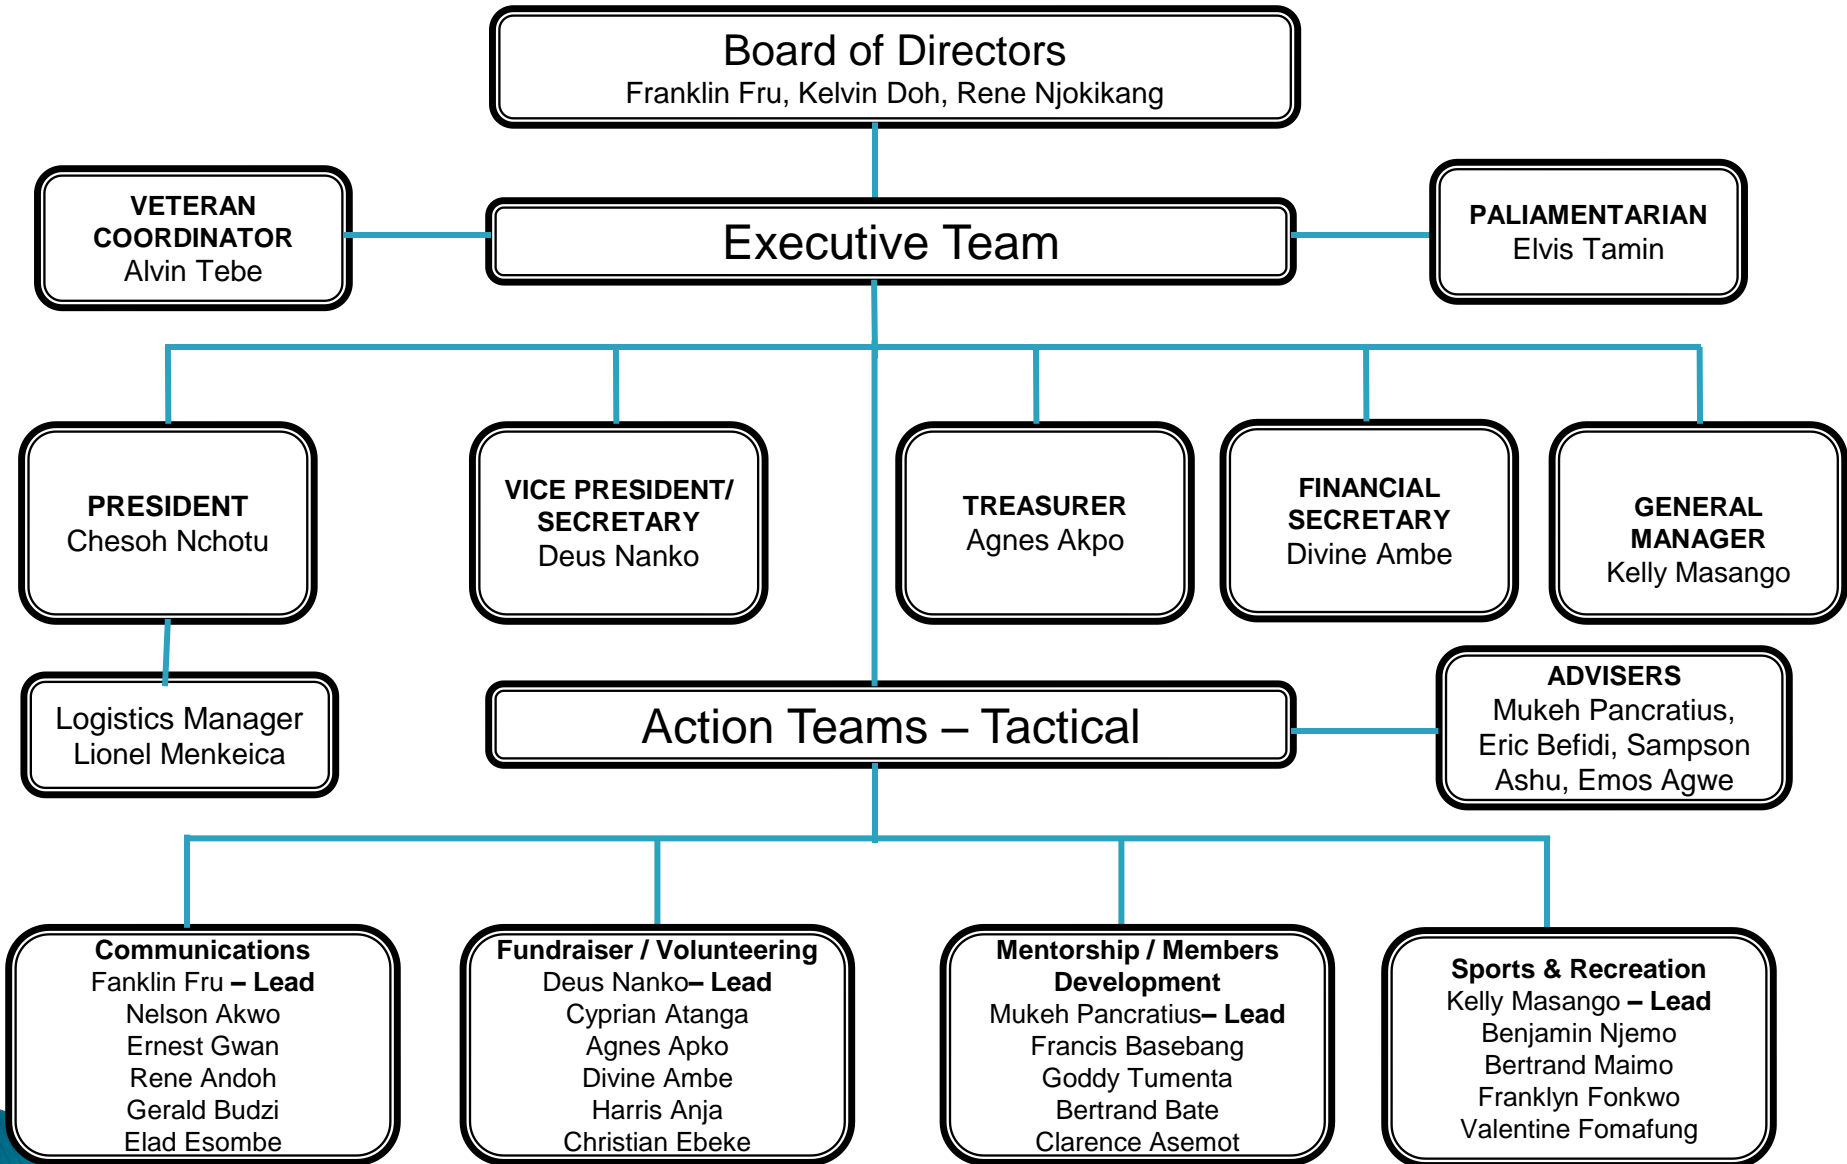 Board of Directors
Franklin Fru, Kelvin Doh, Rene Njokikang
VETERAN
COORDINATOR
Alvin Tebe
Executive Team
PALIAMENTARIAN
Elvis Tamin
PRESIDENT
Chesoh Nchotu
VICE PRESIDENT/
SECRETARY
Deus Nanko
TREASURER
Agnes Akpo
FINANCIAL
SECRETARY
Divine Ambe
GENERAL
MANAGER
Kelly Masango
Logistics Manager
Lionel Menkeica
Action Teams – Tactical
ADVISERS
Mukeh Pancratius,
Eric Befidi, Sampson
Ashu, Emos Agwe
Communications
Fanklin Fru – Lead
Nelson Akwo
Ernest Gwan
Rene Andoh
Gerald Budzi
Elad Esombe
Fundraiser / Volunteering
Deus Nanko– Lead
Cyprian Atanga
Agnes Apko
Divine Ambe
Harris Anja
Christian Ebeke
Mentorship / Members
Development
Mukeh Pancratius– Lead
Francis Basebang
Goddy Tumenta
Bertrand Bate
Clarence Asemot
Sports & Recreation
Kelly Masango – Lead
Benjamin Njemo
Bertrand Maimo
Franklyn Fonkwo
Valentine Fomafung